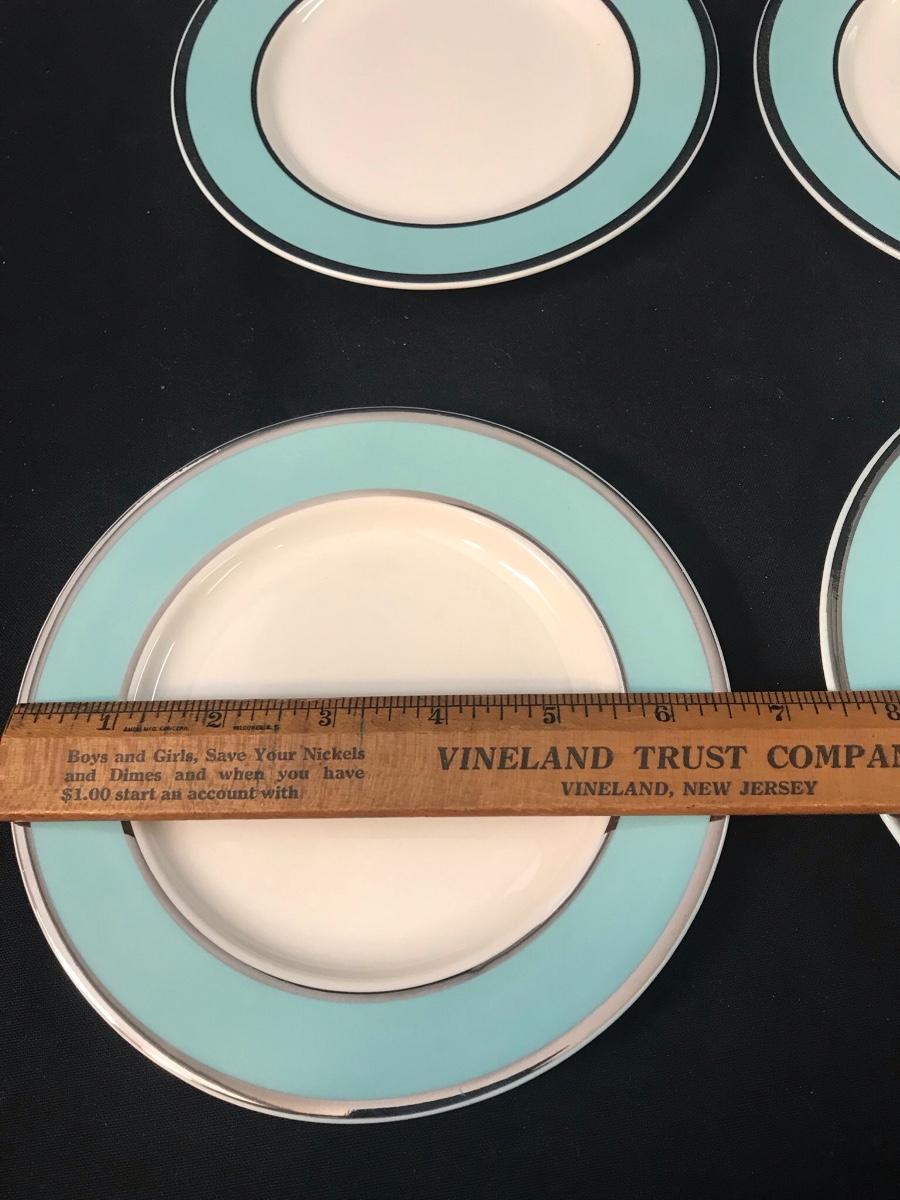 1 2 3 4 5 6 7 8
Boys and Girls, Save Your Nickels
and Dimes and when you have
$1.00 start an account with
VINELAND TRUST COMPAN
VINELAND, NEW JERSEY